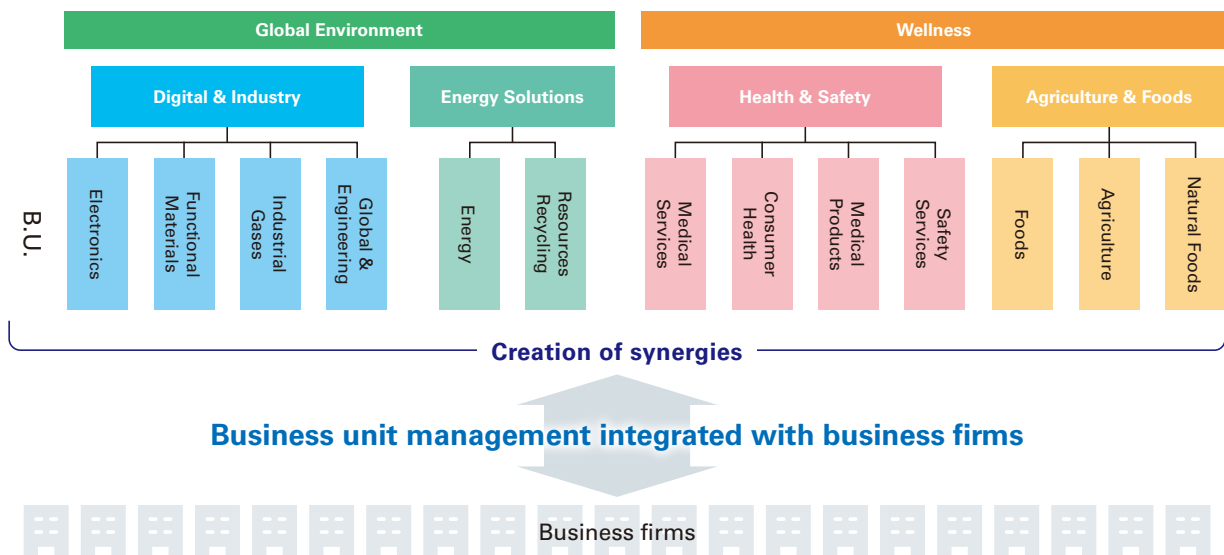 Global Environment
Wellness
Digital & Industry
Energy Solutions
Health & Safety
Agriculture & Foods
B.U.
Electronics
Functional
Materials
Industrial
Gases
Global &
Engineering
Energy
Resources
Recycling
Medical
Services
Consumer
Health
Medical
Products
Safety
Services
Foods
Agriculture
Natural Foods
Creation of synergies
Business unit management integrated with business firms
Business firms